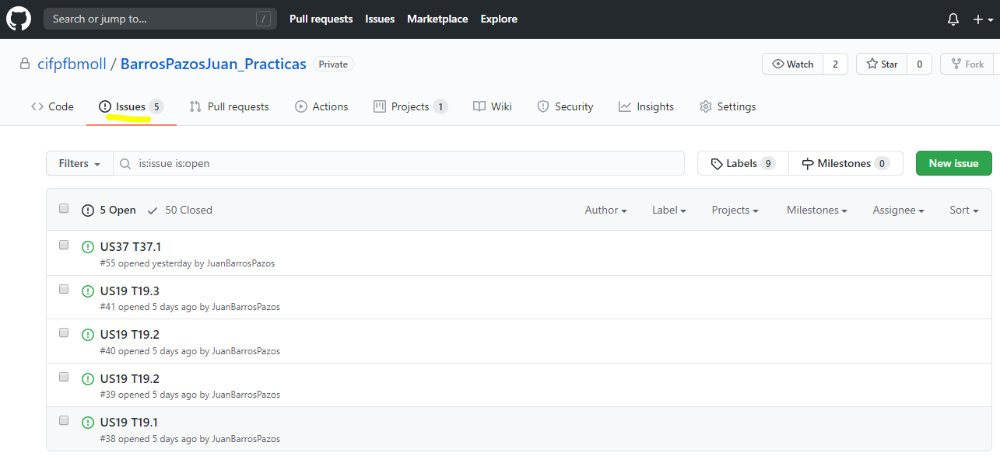 Search or jump to... /
Pull requests Issues Marketplace Explore
cifpfbmoll / BarrosPazosJuan_Practicas Private
Watch 2 Star 0 Fork
Code Issues 5 Pull requests Actions Projects 1 Wiki Security Insights Settings
Filters is:issue is:open Labels 9 Milestones 0 New issue
5 Open 50 Closed Author Label Projects Milestones Assignee Sort
US37 T37.1
#55 opened yesterday by JuanBarrosPazos
US19 T19.3
#41 opened 5 days ago by JuanBarrosPazos
US19 T19.2
#40 opened 5 days ago by JuanBarrosPazos
US19 T19.2
#39 opened 5 days ago by JuanBarrosPazos
US19 T19.1
#38 opened 5 days ago by JuanBarrosPazos